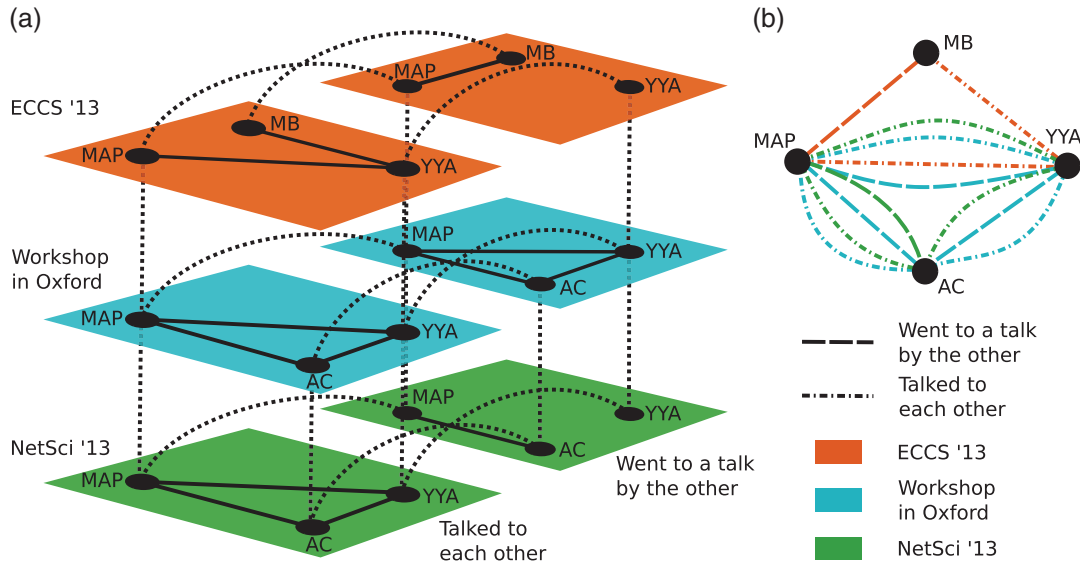 (a)
MB
MAP
YYA
ECCS '13
MB
MAP
YYA
MAP
YYA
AC
Workshop
in Oxford
MAP
YYA
AC
MAP
YYA
AC
NetSci '13
MAP
YYA
AC
Went to a talk
by the other
Talked to
each other
(b)
MB
MAP
YYA
AC
Went to a talk
by the other
Talked to
each other
ECCS '13
Workshop
in Oxford
NetSci '13